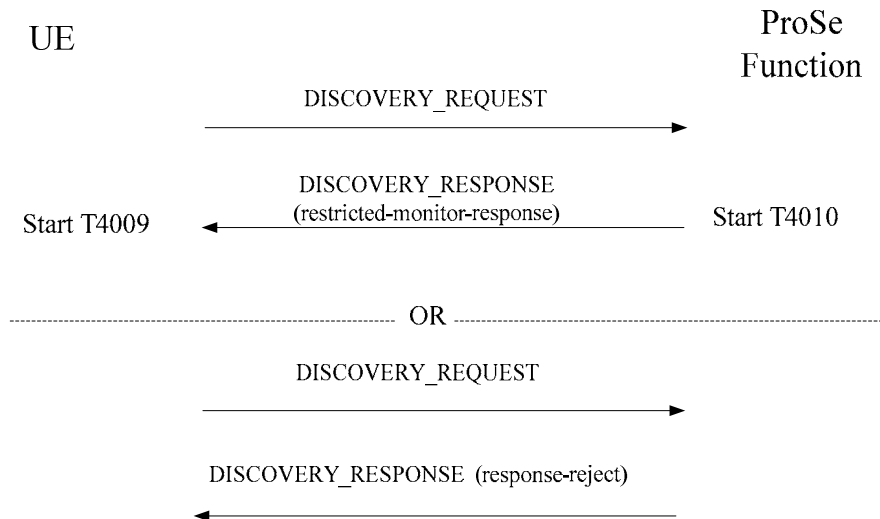 UE
ProSe
Function
DISCOVERY_REQUEST
DISCOVERY_RESPONSE
(restricted-monitor-response)
Start T4009
Start T4010
OR
DISCOVERY_REQUEST
DISCOVERY_RESPONSE (response-reject)